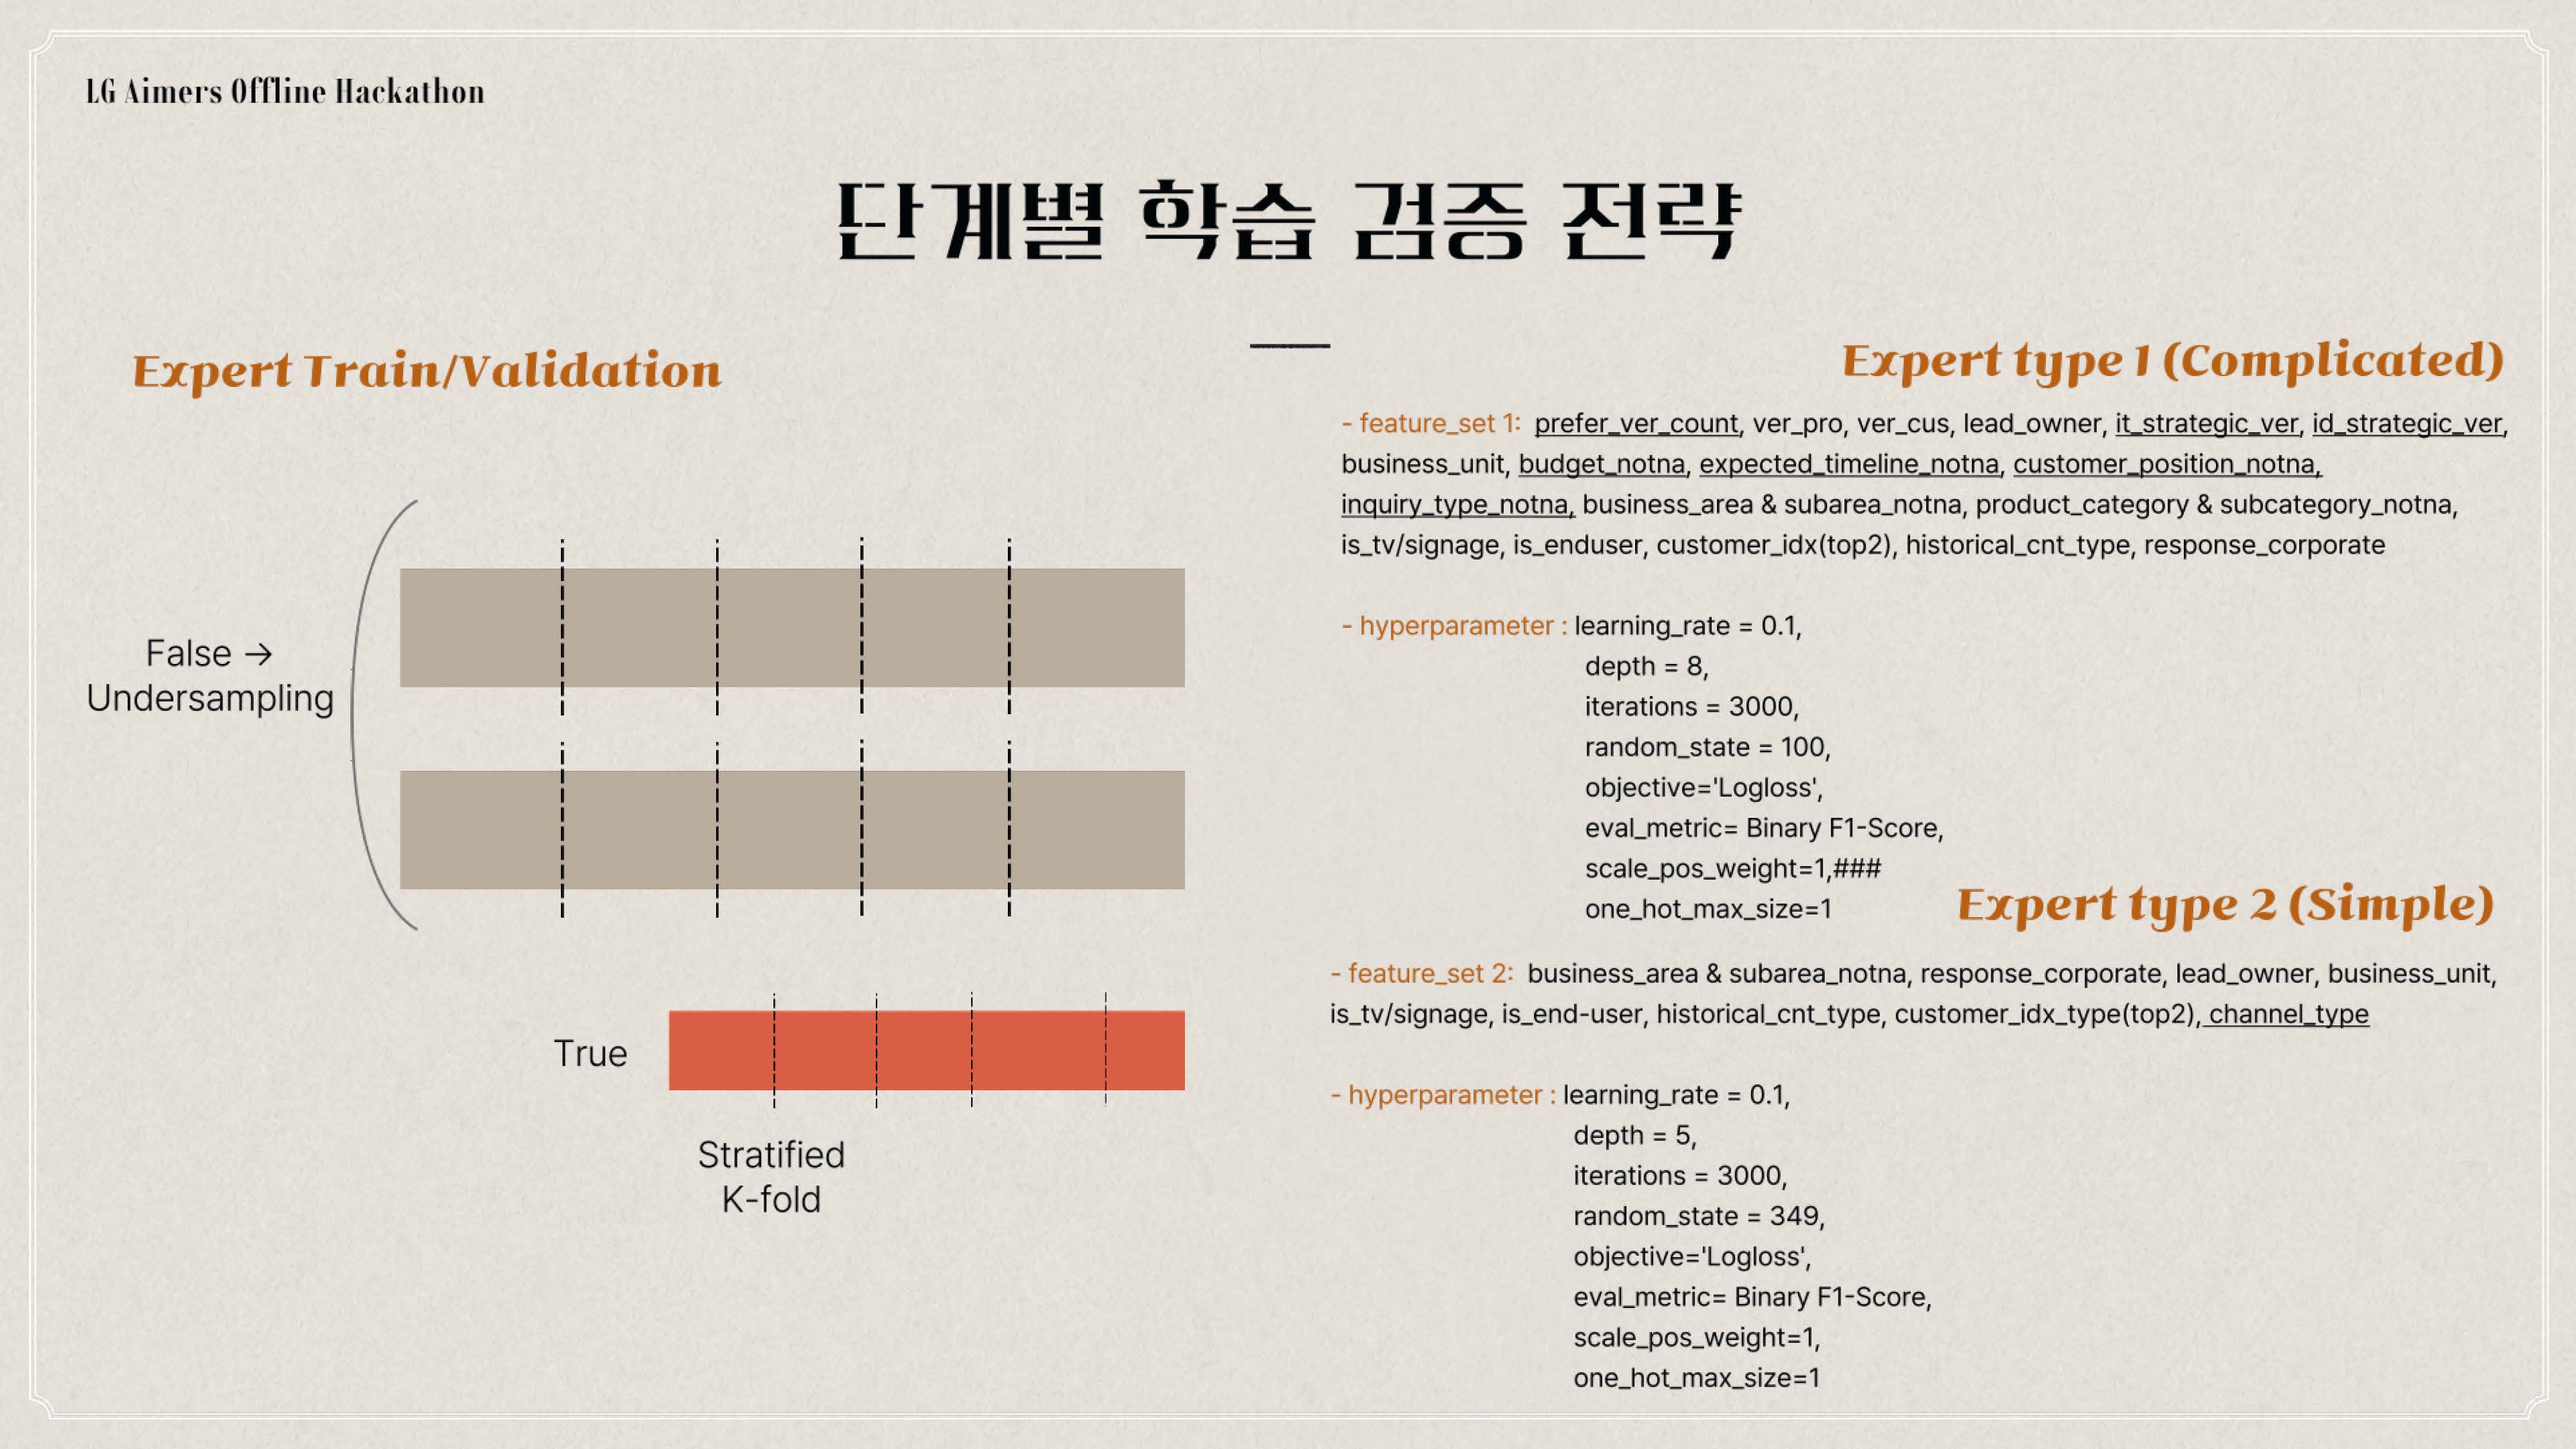 LG Aimers Offline Hackathon
단계별 학습 검증 전략
Expert Train/Validation
False →
Undersampling
True
Stratified
K-fold
Expert type 1 (Complicated)
- feature_set 1: prefer_ver_count, ver_pro, ver_cus, lead_owner, it_strategic_ver, id_strategic_ver,
business_unit, budget_notna, expected_timeline_notna, customer_position_notna,
inquiry_type_notna, business_area & subarea_notna, product_category & subcategory_notna,
is_tv/signage, is_enduser, customer_idx(top2), historical_cnt_type, response_corporate
- hyperparameter : learning_rate = 0.1,
depth = 8,
iterations = 3000,
random_state = 100,
objective='Logloss',
eval_metric= Binary F1-Score,
scale_pos_weight=1,###
one_hot_max_size=1
Expert type 2 (Simple)
- feature_set 2: business_area & subarea_notna, response_corporate, lead_owner, business_unit,
is_tv/signage, is_end-user, historical_cnt_type, customer_idx_type(top2), channel_type
- hyperparameter : learning_rate = 0.1,
depth = 5,
iterations = 3000,
random_state = 349,
objective='Logloss',
eval_metric= Binary F1-Score,
scale_pos_weight=1,
one_hot_max_size=1